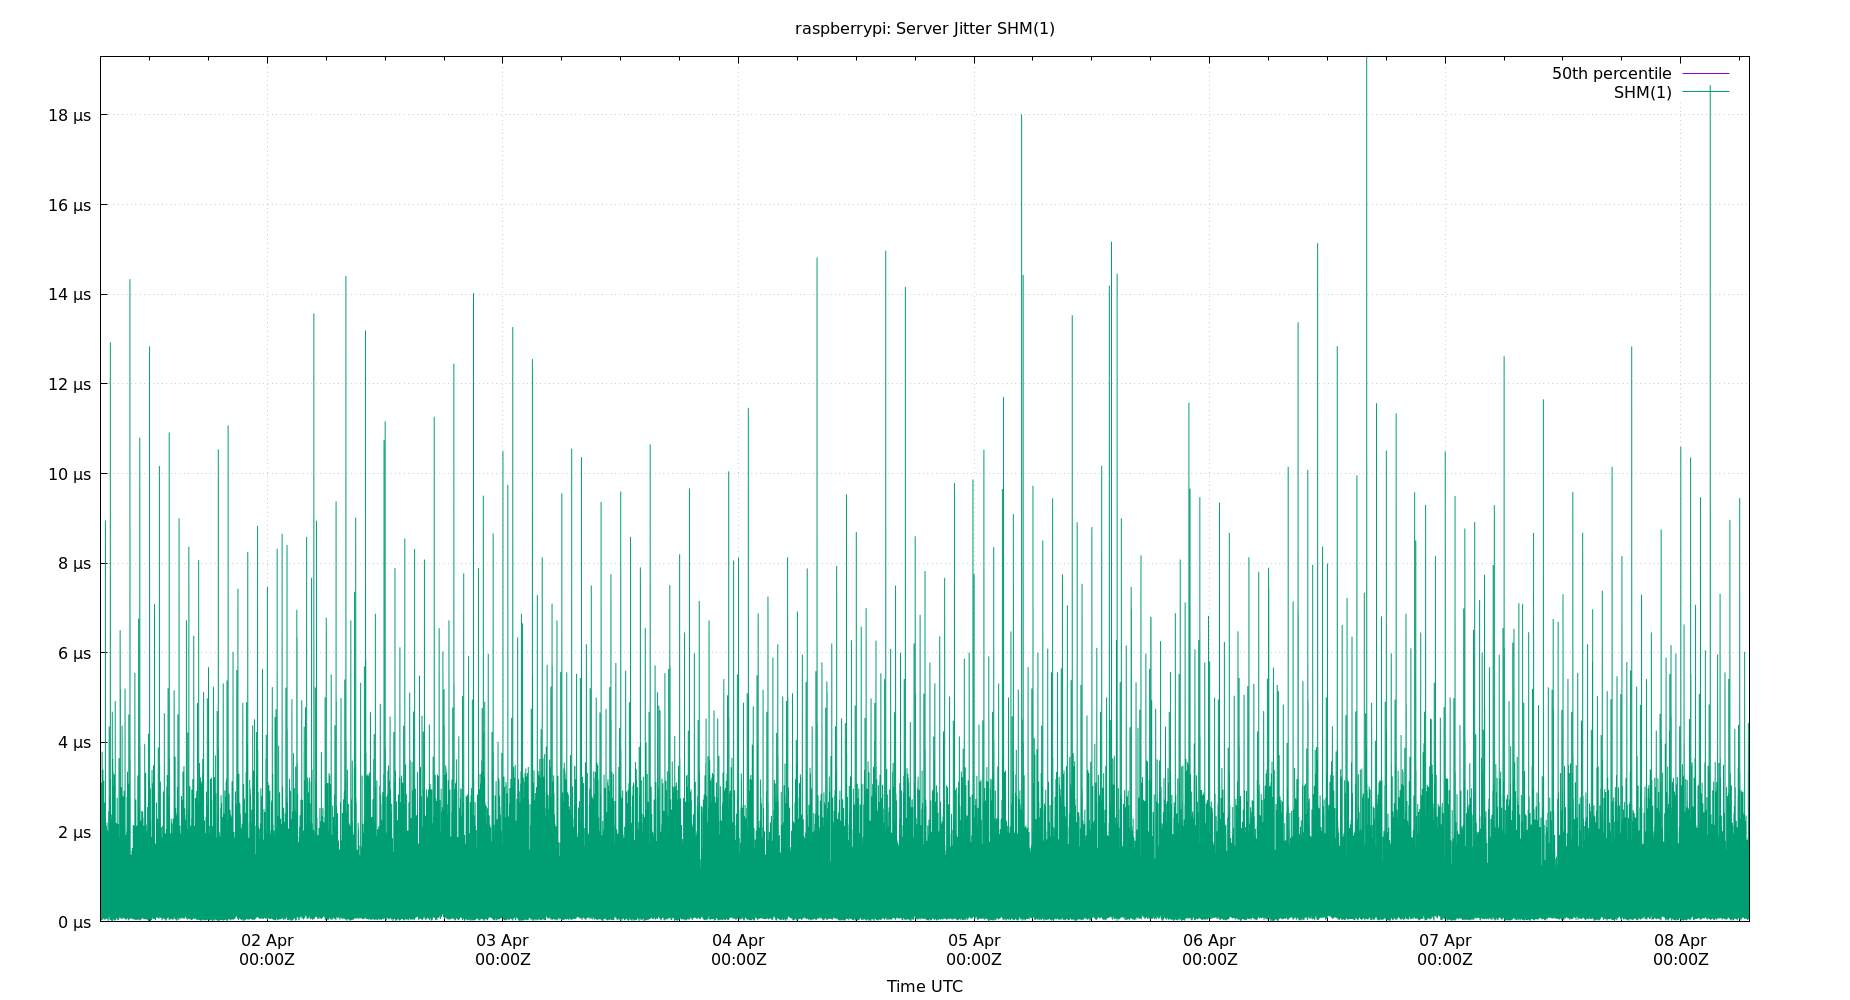 raspberrypi: Server Jitter SHM(1)
50th percentile
SHM(1)
18 µs
16 µs
14 µs
12 µs
10 µs
8 µs
6 µs
4 µs
2 µs
0 µs
02 Apr 03 Apr 04 Apr 05 Apr 06 Apr 07 Apr 08 Apr
00:00Z 00:00Z 00:00Z 00:00Z 00:00Z 00:00Z 00:00Z
Time UTC